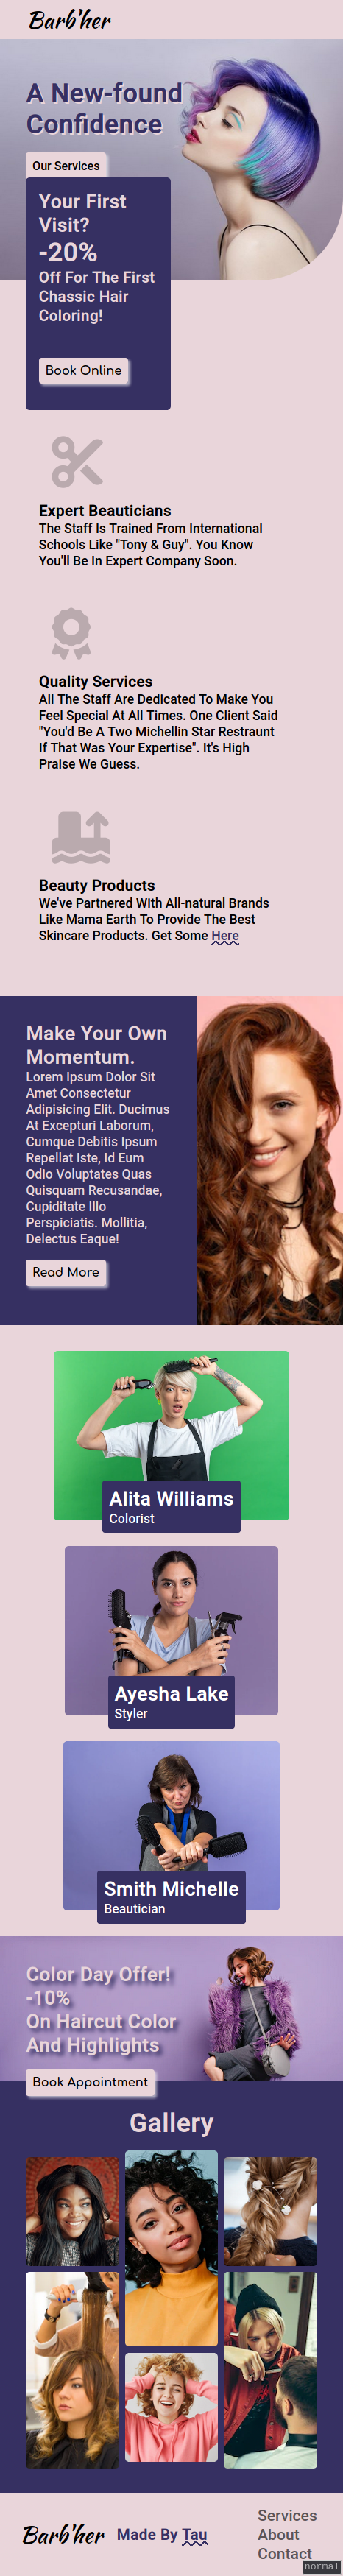 Barb'her
A New-found
Confidence
Our Services
Your First
Visit?
-20%
Off For The First
Chassic Hair
Coloring!
Book Online
Expert Beauticians
The Staff Is Trained From International
Schools Like "Tony & Guy". You Know
You'll Be In Expert Company Soon.
Quality Services
All The Staff Are Dedicated To Make You
Feel Special At All Times. One Client Said
"You'd Be A Two Michellin Star Restraunt
If That Was Your Expertise". It's High
Praise We Guess.
Beauty Products
We've Partnered With All-natural Brands
Like Mama Earth To Provide The Best
Skincare Products. Get Some Here
Make Your Own
Momentum.
Lorem Ipsum Dolor Sit
Amet Consectetur
Adipisicing Elit. Ducimus
At Excepturi Laborum,
Cumque Debitis Ipsum
Repellat Iste, Id Eum
Odio Voluptates Quas
Quisquam Recusandae,
Cupiditate Illo
Perspiciatis. Mollitia,
Delectus Eaque!
Read More
Alita Williams
Colorist
Ayesha Lake
Styler
Smith Michelle
Beautician
Color Day Offer!
-10%
On Haircut Color
And Highlights
Book Appointment
Gallery
Barb'her
Made By Tau
Services
About
Contact
normal